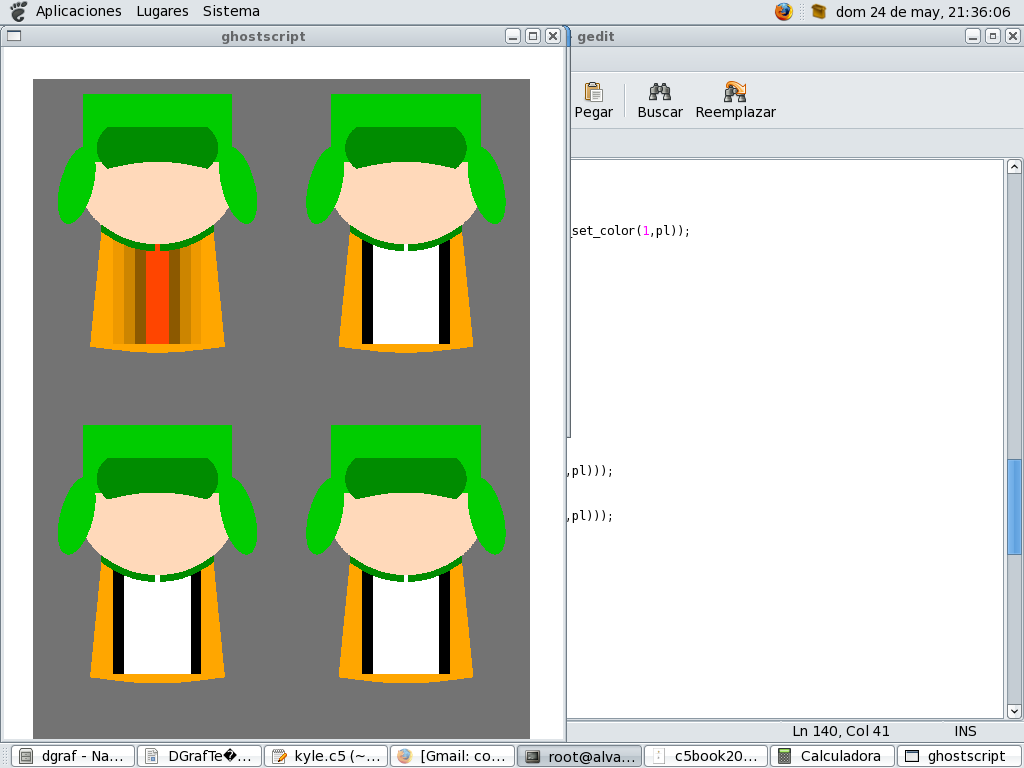 Aplicaciones Lugares Sistema
dom 24 de may, 21:36:06
ghostscript
gedit
Pegar Buscar Reemplazar
_set_color(1,pl));
,pl)));
,pl)));
Ln 140, Col 41 INS
dgraf - Na... DGrafTe�... kyle.c5 (~... [Gmail: co... root@alva... c5book20... Calculadora ghostscript